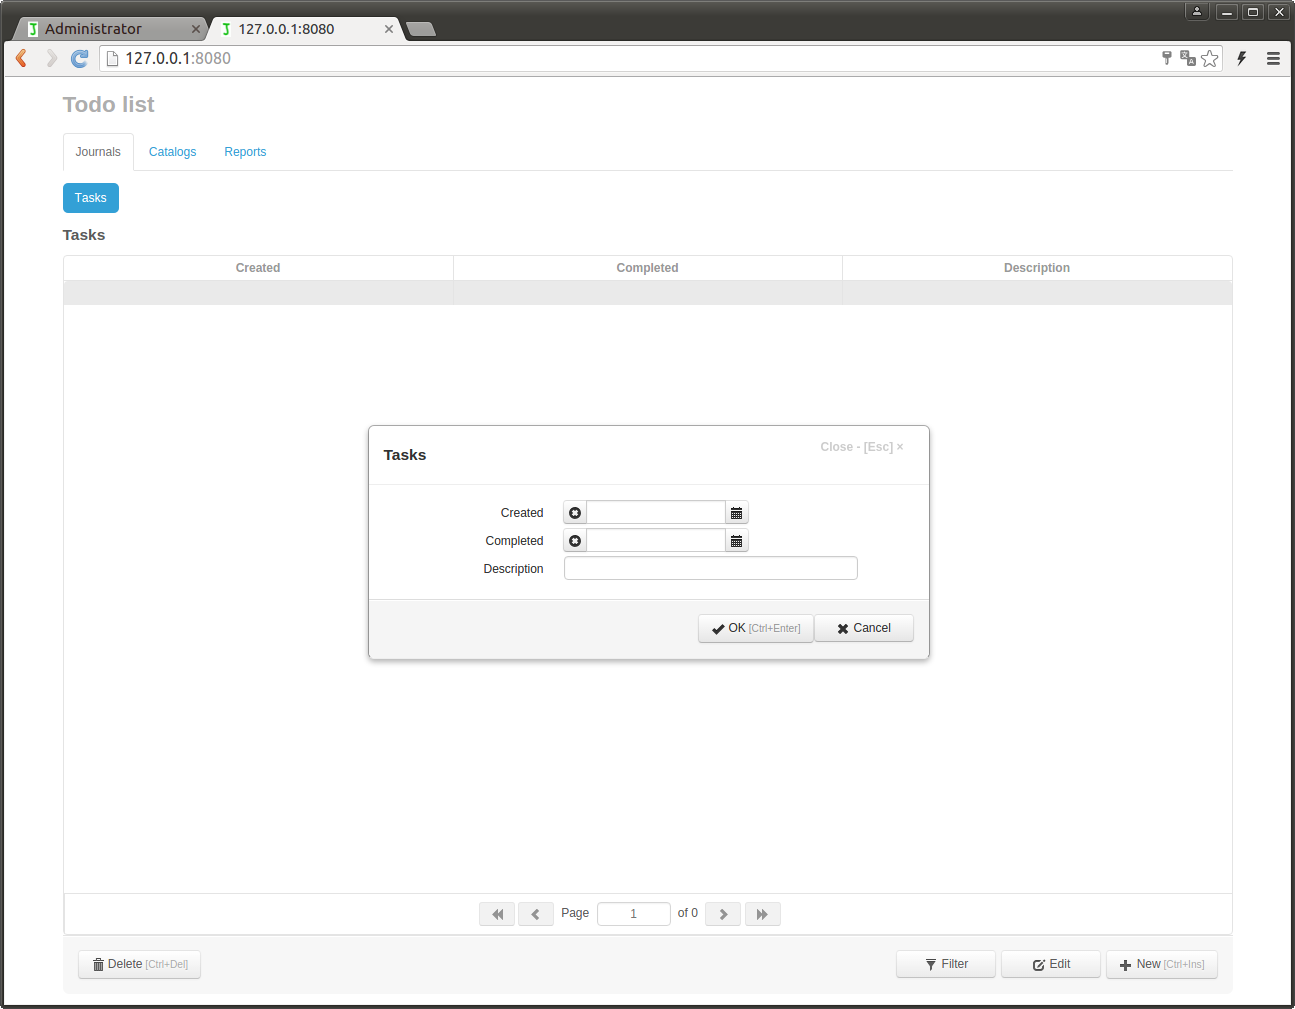 Administrator
127.0.0.1:8080
127.0.0.1:8080
Todo list
Journals Catalogs Reports
Tasks
Tasks
Created Completed Description
Tasks
Close - [Esc] ×
Created
Completed
Description
OK [Ctrl+Enter] Cancel
Page 1 of 0
Delete [Ctrl+Del] Filter Edit New [Ctrl+Ins]